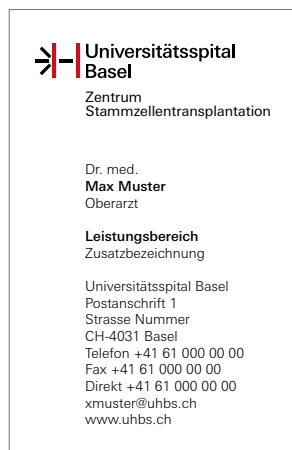 Universitätsspital
Basel
Zentrum
Stammzellentransplantation
Dr. med.
Max Muster
Oberarzt
Leistungsbereich
Zusatzbezeichnung
Universitätsspital Basel
Postanschrift 1
Strasse Nummer
CH-4031 Basel
Telefon +41 61 000 00 00
Fax +41 61 000 00 00
Direkt +41 61 000 00 00
xmuster@uhbs.ch
www.uhbs.ch